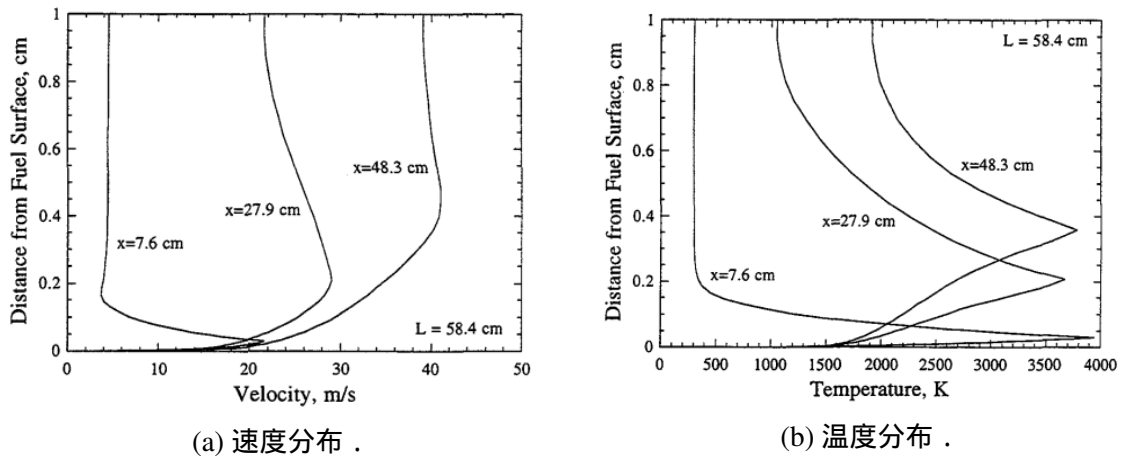 Distance from Fuel Surface, cm
1
0.8
0.6
0.4
0.2
0
x=48.3 cm
x=27.9 cm
x=7.6 cm
L = 58.4 cm
0 10 20 30 40 50
Velocity, m/s
(a) 速度分布．
Distance from Fuel Surface, cm
1
0.8
0.6
0.4
0.2
0
L = 58.4 cm
x=48.3 cm
x=27.9 cm
x=7.6 cm
0 500 1000 1500 2000 2500 3000 3500 4000
Temperature, K
(b) 温度分布．